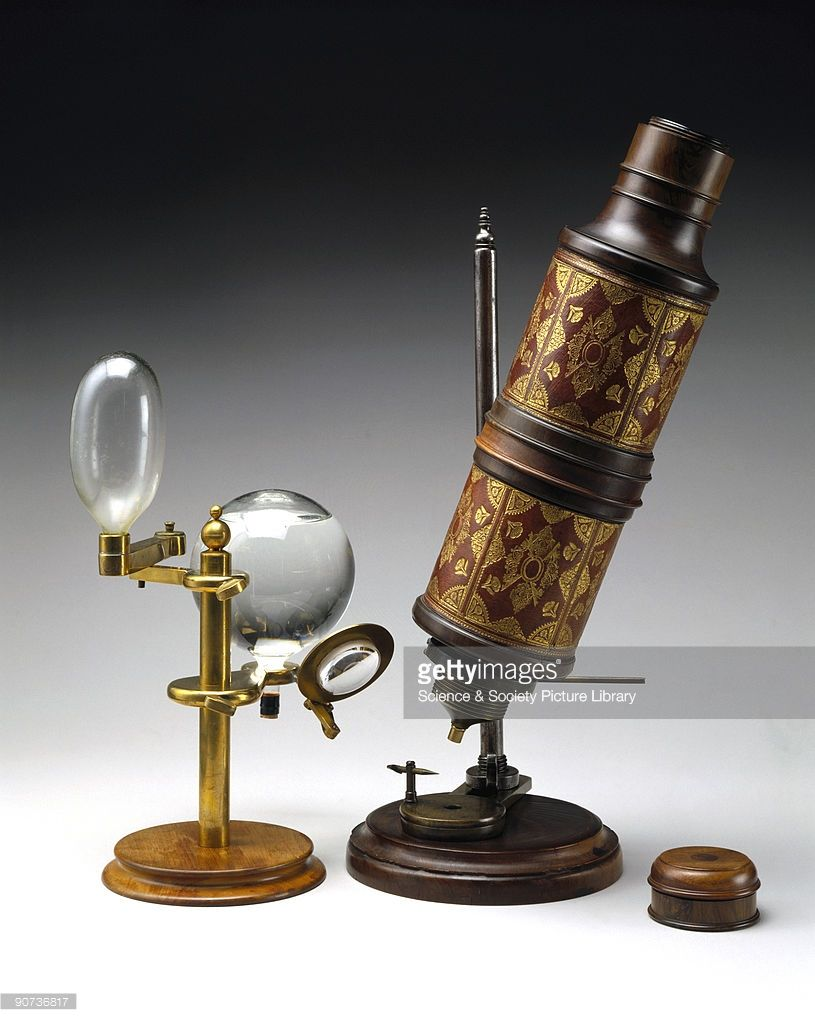 gettyimages
Science & Society Picture Library
90736817